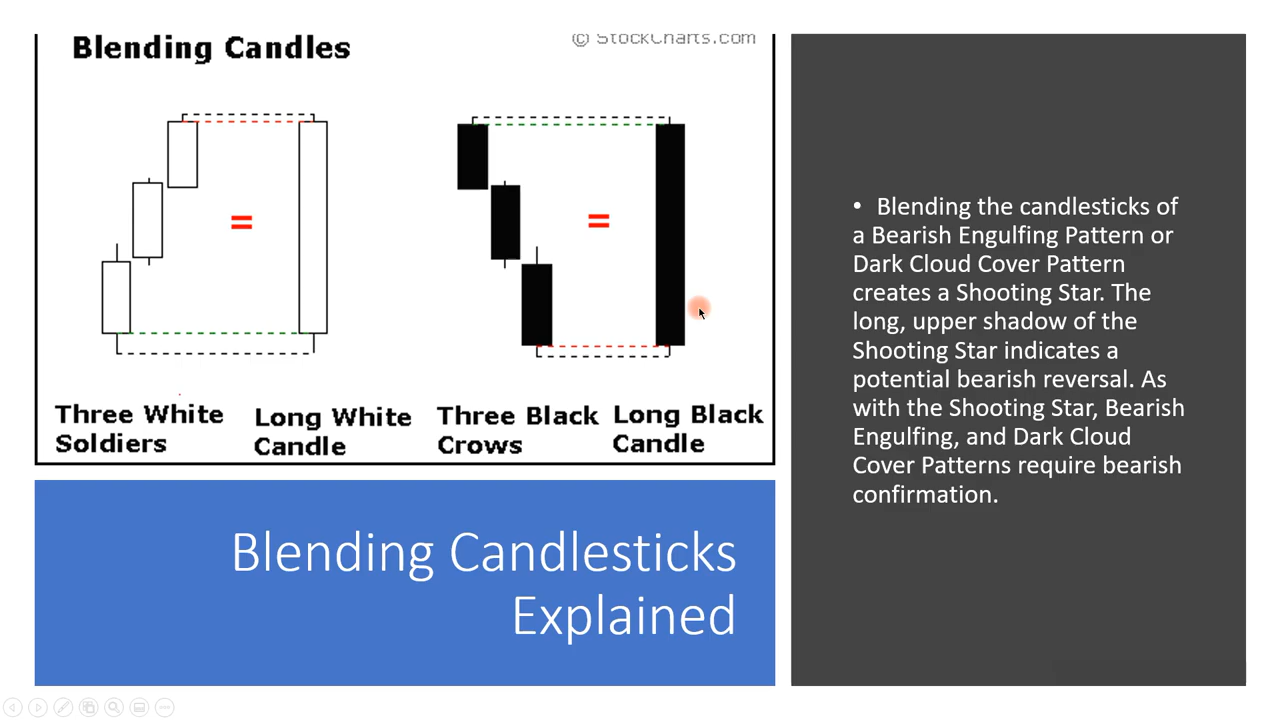 Blending Candles
© StockCharts.com
=
=
Three White
Soldiers
Long White
Candle
Three Black
Crows
Long Black
Candle
Blending Candlesticks
Explained
• Blending the candlesticks of
a Bearish Engulfing Pattern or
Dark Cloud Cover Pattern
creates a Shooting Star. The
long, upper shadow of the
Shooting Star indicates a
potential bearish reversal. As
with the Shooting Star, Bearish
Engulfing, and Dark Cloud
Cover Patterns require bearish
confirmation.